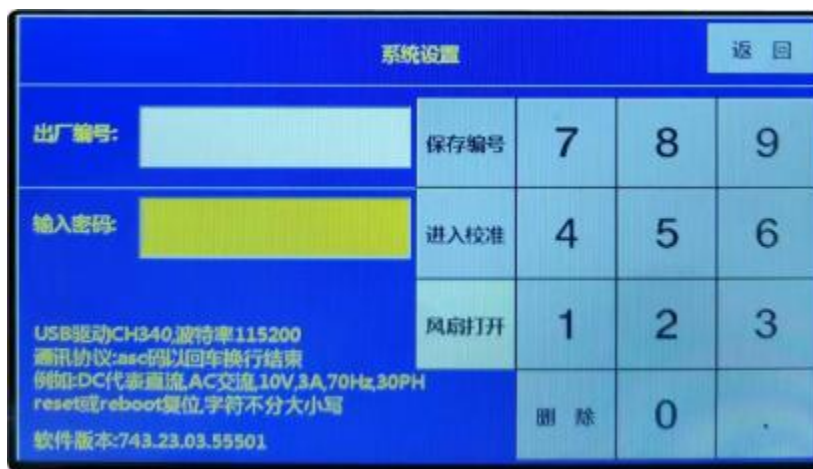 系统设置
返 回
出厂编号:
保存编号
7 8 9
输入密码:
进入校准
4 5 6
风扇打开
1 2 3
USB驱动CH340,波特率115200
通讯协议:asc码以回车换行结束
例如:DC代表直流,AC交流,10V,3A,70Hz,30PH
reset或reboot复位,字符不分大小写
删 除
0 .
软件版本:743.23.03.55501